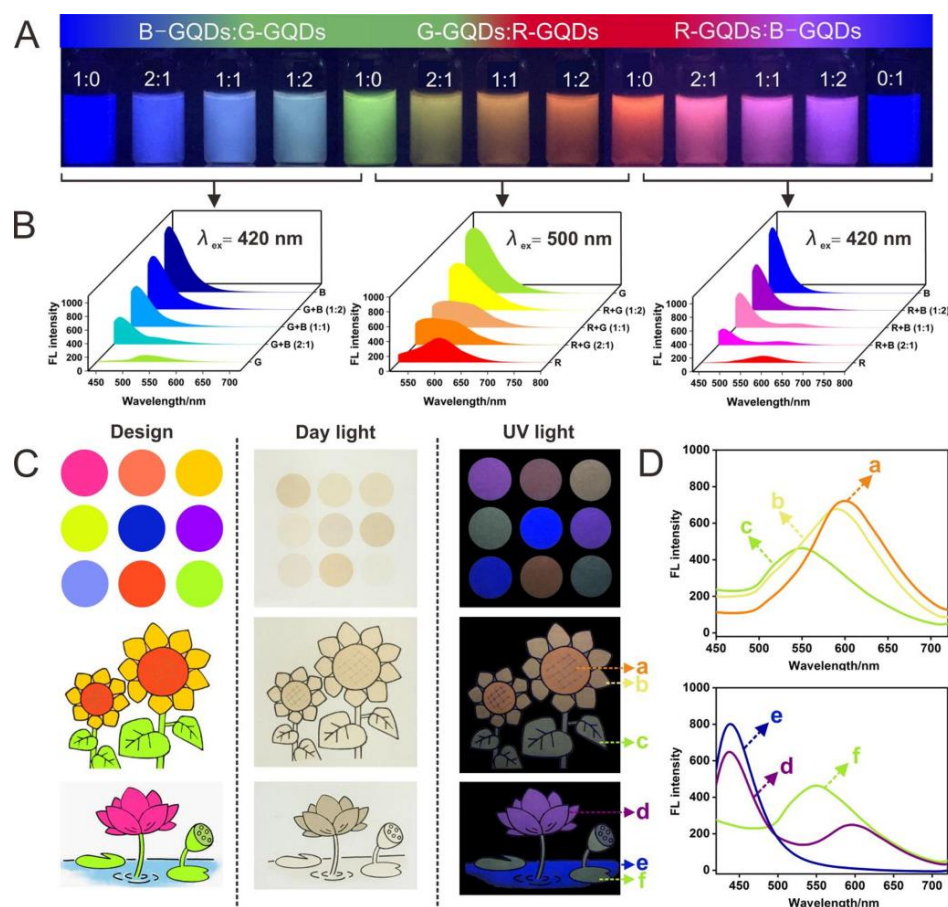 A
B-GQDs:G-GQDs G-GQDs:R-GQDs R-GQDs:B-GQDs
1:0 2:1 1:1 1:2 1:0 2:1 1:1 1:2 1:0 2:1 1:1 1:2 0:1
B
FL intensity
1000
800
600
400
200
0
λex= 420 nm
B
G+B (1:2)
G+B (1:1)
G+B (2:1)
G
450 500 550 600 650 700
Wavelength/nm
FL intensity
1000
800
600
400
200
0
λex= 500 nm
G
R+G (1:2)
R+G (1:1)
R+G (2:1)
R
550 600 650 700 750 800
Wavelength/nm
FL intensity
1000
800
600
400
200
0
λex= 420 nm
B
R+B (1:2)
R+B (1:1)
R+B (2:1)
R
450 500 550 600 650 700 750 800
Wavelength/nm
C
Design Day light UV light
a
b
c
d
e
f
D
FL intensity
1000
800
600
400
200
0
a
b
c
450 500 550 600 650 700
Wavelength/nm
FL intensity
1000
800
600
400
200
0
e
d
f
450 500 550 600 650 700
Wavelength/nm